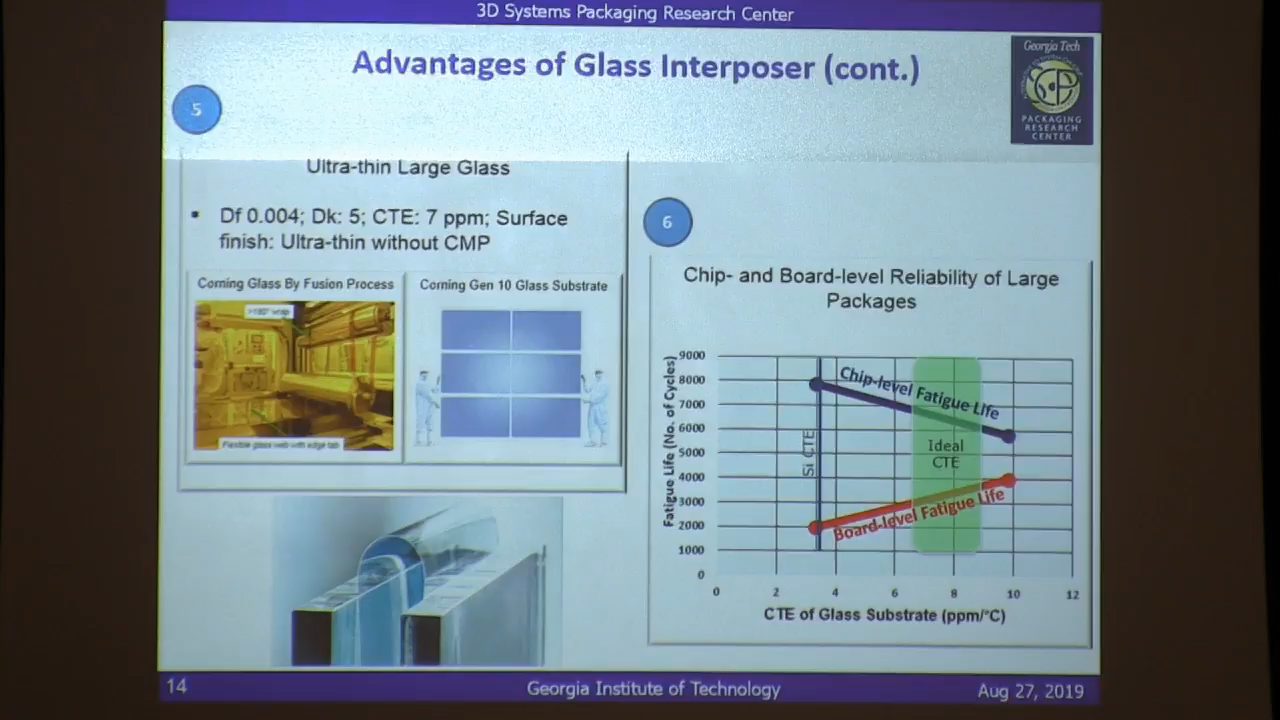 3D Systems Packaging Research Center
Advantages of Glass Interposer (cont.)
Georgia Tech
PACKAGING
RESEARCH
CENTER
5
Ultra-thin Large Glass
▪ Df 0.004; Dk: 5; CTE: 7 ppm; Surface
finish: Ultra-thin without CMP
Corning Glass By Fusion Process
Corning Gen 10 Glass Substrate
>180° wrap
Flexible glass web with edge tab
6
Chip- and Board-level Reliability of Large
Packages
Fatigue Life (No. of Cycles)
9000
8000
7000
6000
5000
4000
3000
2000
1000
0
Si CTE
Chip-level Fatigue Life
Ideal
CTE
Board-level Fatigue Life
0 2 4 6 8 10 12
CTE of Glass Substrate (ppm/°C)
14
Georgia Institute of Technology
Aug 27, 2019